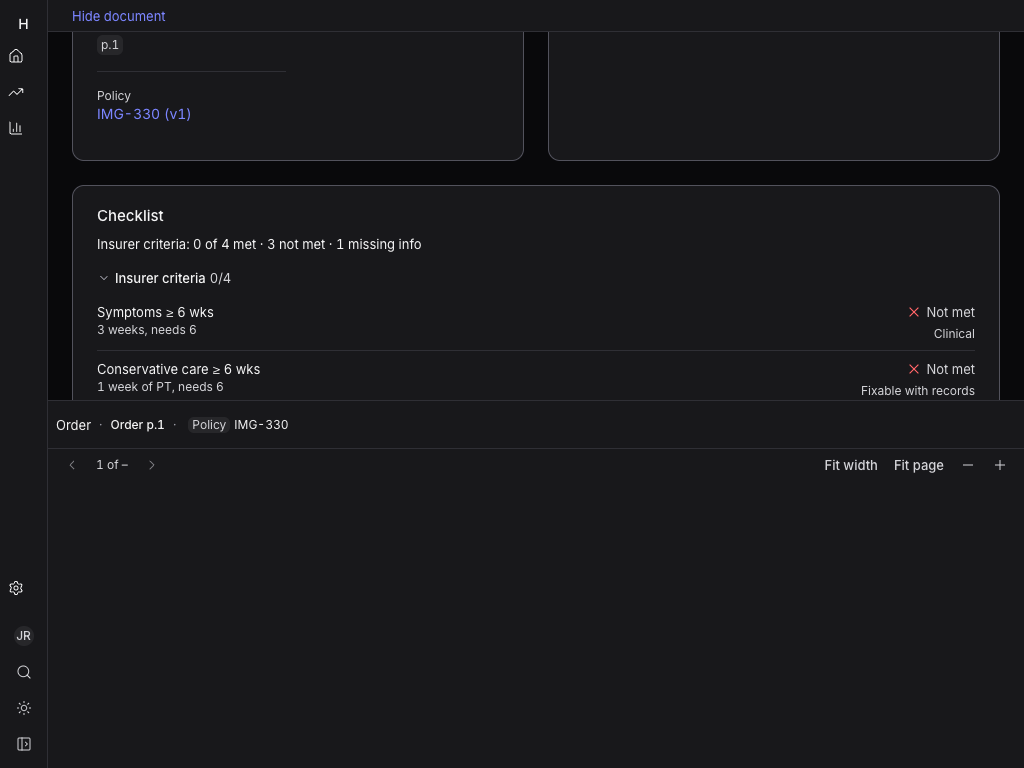 H
Hide document
p.1
Policy
IMG-330 (v1)
Checklist
Insurer criteria: 0 of 4 met · 3 not met · 1 missing info
Insurer criteria 0/4
Symptoms ≥ 6 wks
Not met
3 weeks, needs 6
Clinical
Conservative care ≥ 6 wks
Not met
1 week of PT, needs 6
Fixable with records
Order · Order p.1 · Policy IMG-330
1 of –
Fit width
Fit page
JR